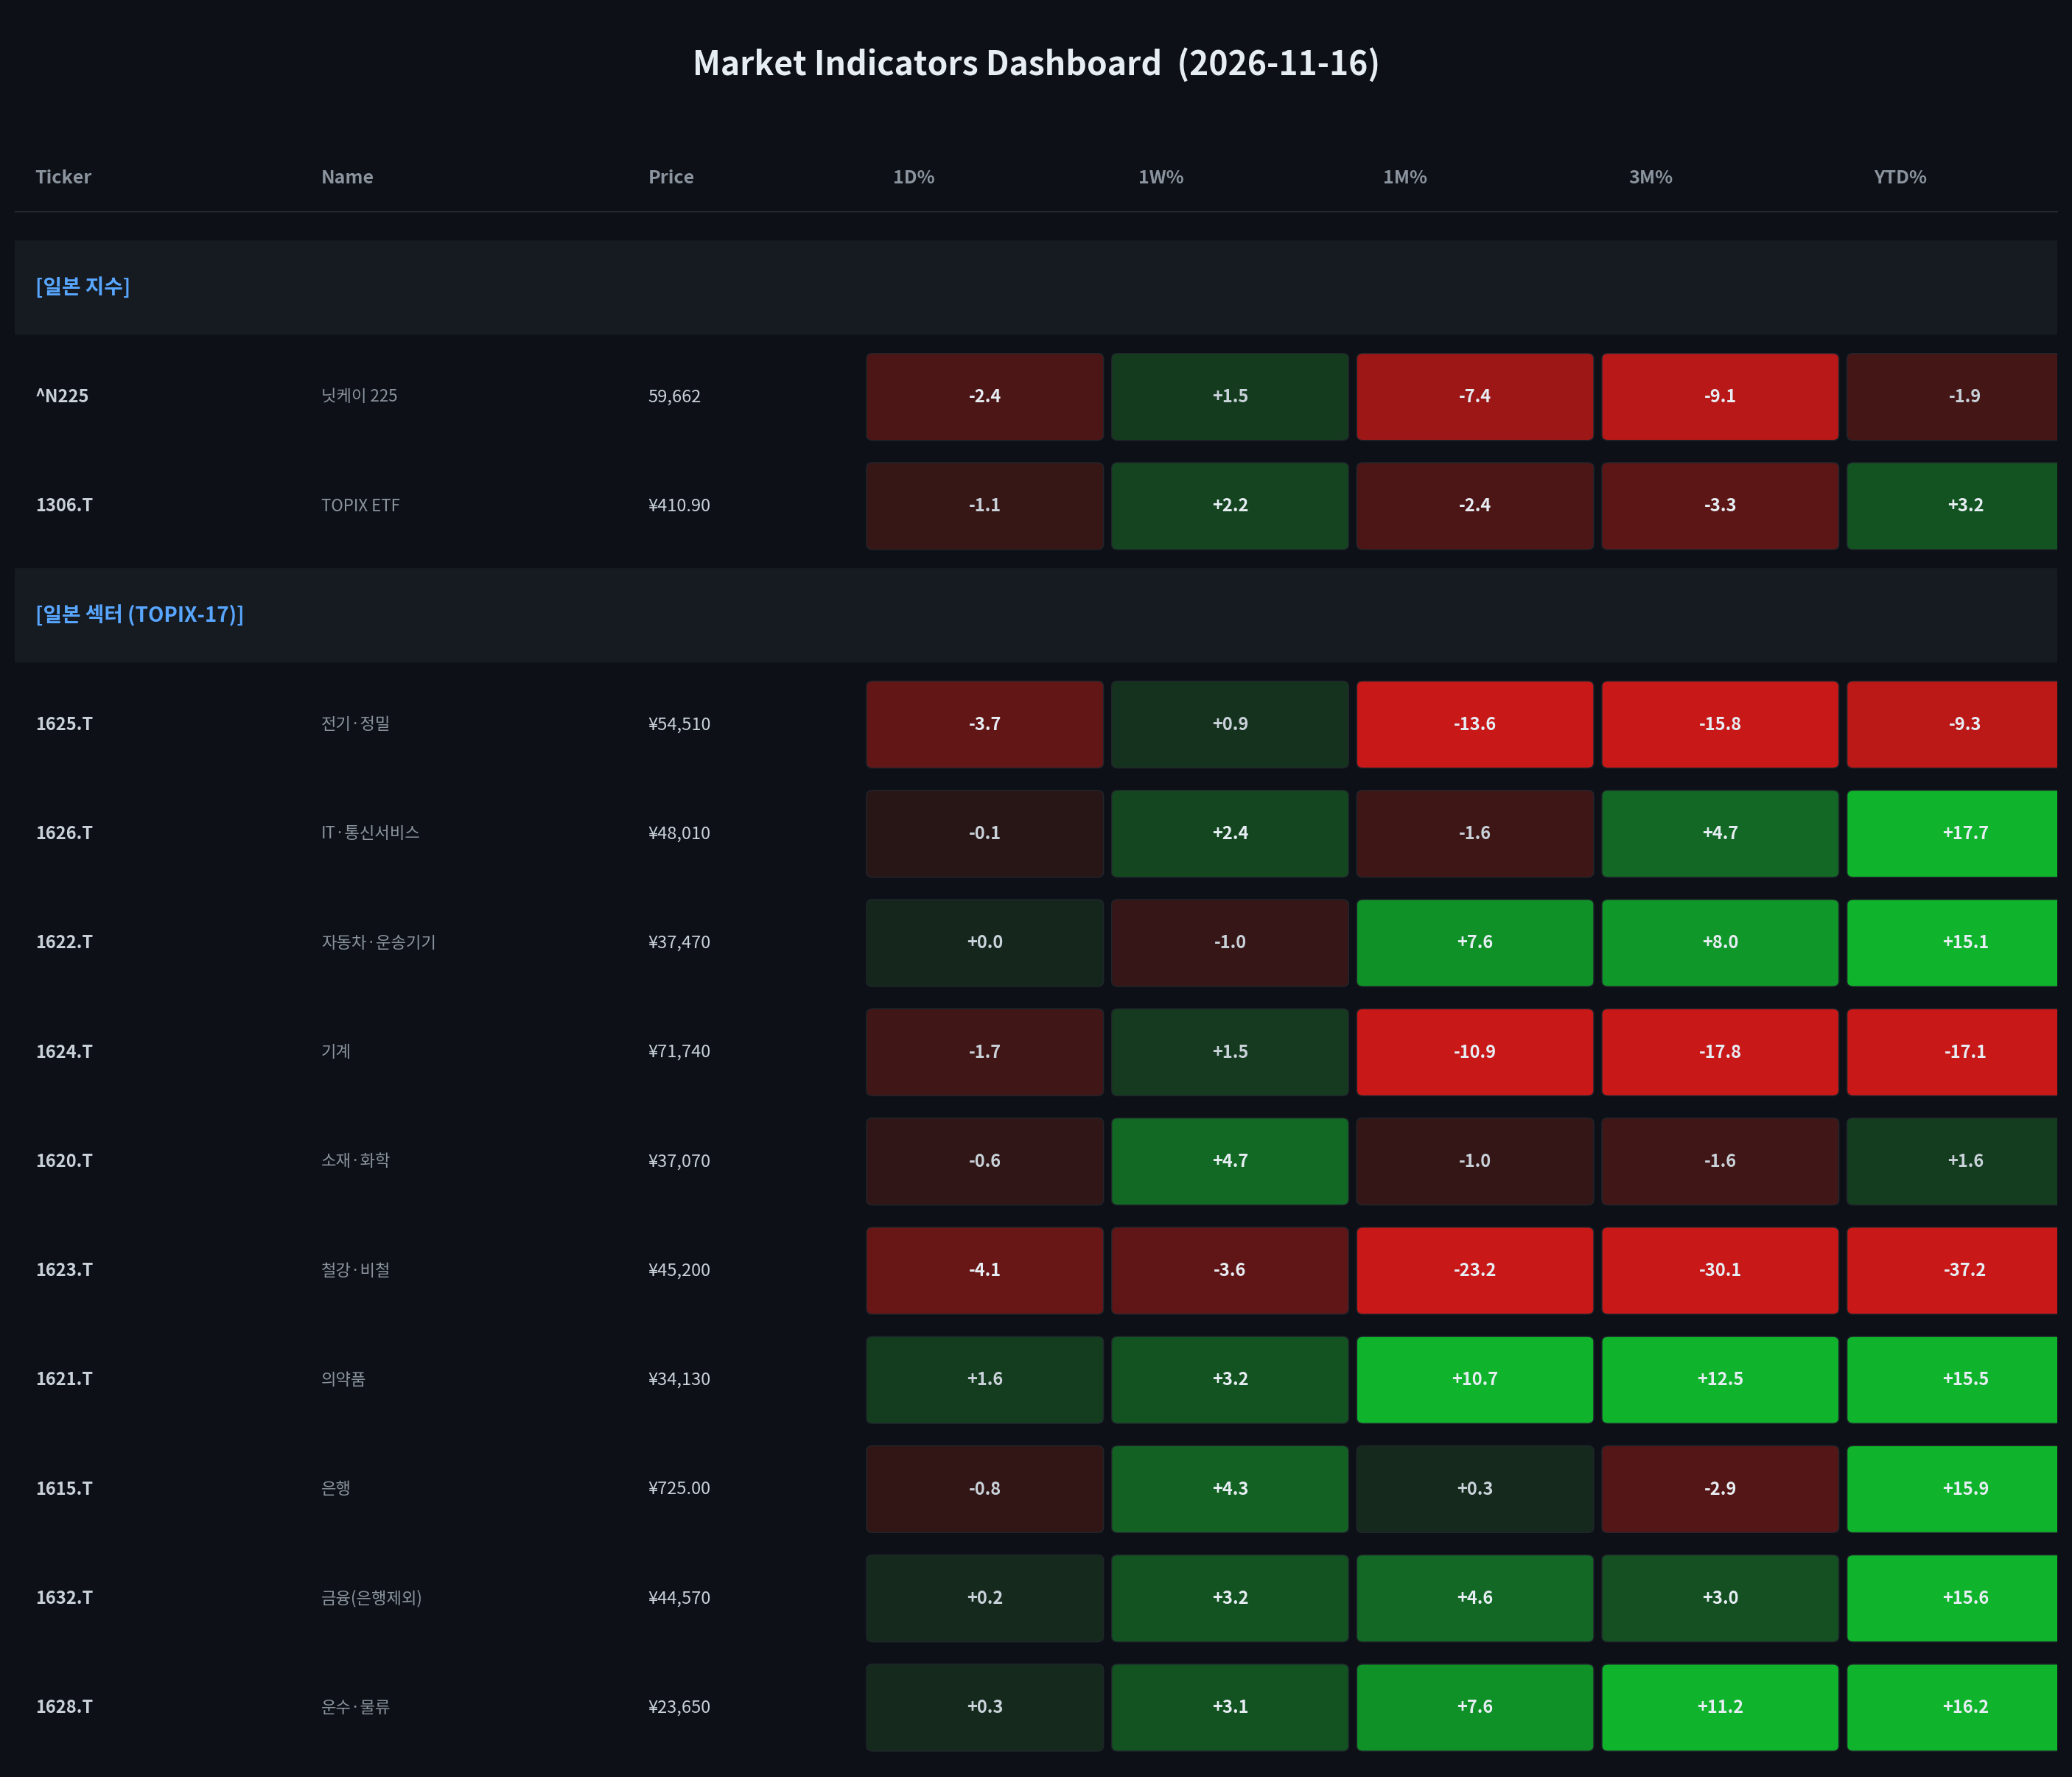 Market Indicators Dashboard (2026-11-16)
Ticker Name Price 1D% 1W% 1M% 3M% YTD%
[일본 지수]
^N225 닛케이 225 59,662 -2.4 +1.5 -7.4 -9.1 -1.9
1306.T TOPIX ETF ¥410.90 -1.1 +2.2 -2.4 -3.3 +3.2
[일본 섹터 (TOPIX-17)]
1625.T 전기·정밀 ¥54,510 -3.7 +0.9 -13.6 -15.8 -9.3
1626.T IT·통신서비스 ¥48,010 -0.1 +2.4 -1.6 +4.7 +17.7
1622.T 자동차·운송기기 ¥37,470 +0.0 -1.0 +7.6 +8.0 +15.1
1624.T 기계 ¥71,740 -1.7 +1.5 -10.9 -17.8 -17.1
1620.T 소재·화학 ¥37,070 -0.6 +4.7 -1.0 -1.6 +1.6
1623.T 철강·비철 ¥45,200 -4.1 -3.6 -23.2 -30.1 -37.2
1621.T 의약품 ¥34,130 +1.6 +3.2 +10.7 +12.5 +15.5
1615.T 은행 ¥725.00 -0.8 +4.3 +0.3 -2.9 +15.9
1632.T 금융(은행제외) ¥44,570 +0.2 +3.2 +4.6 +3.0 +15.6
1628.T 운수·물류 ¥23,650 +0.3 +3.1 +7.6 +11.2 +16.2